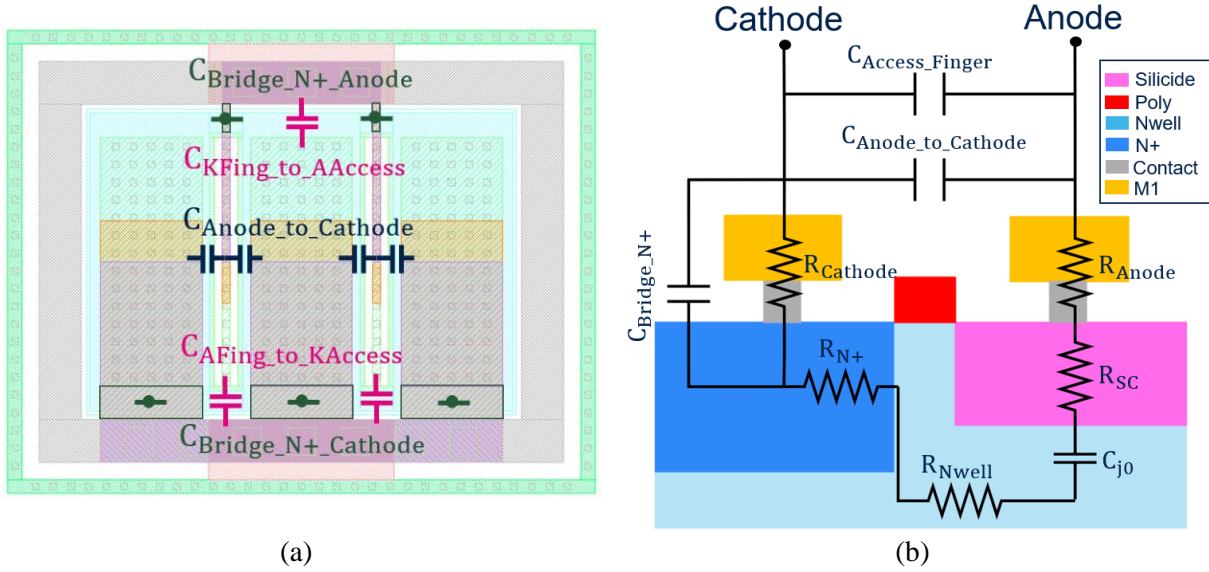 C_Bridge_N+_Anode
C_KFing_to_AAccess
C_Anode_to_Cathode
C_AFing_to_KAccess
C_Bridge_N+_Cathode
(a)
Cathode
Anode
C_Access_Finger
C_Anode_to_Cathode
Silicide
Poly
Nwell
N+
Contact
M1
C_Bridge_N+
R_Cathode
R_Anode
R_N+
R_SC
R_Nwell
C_j0
(b)